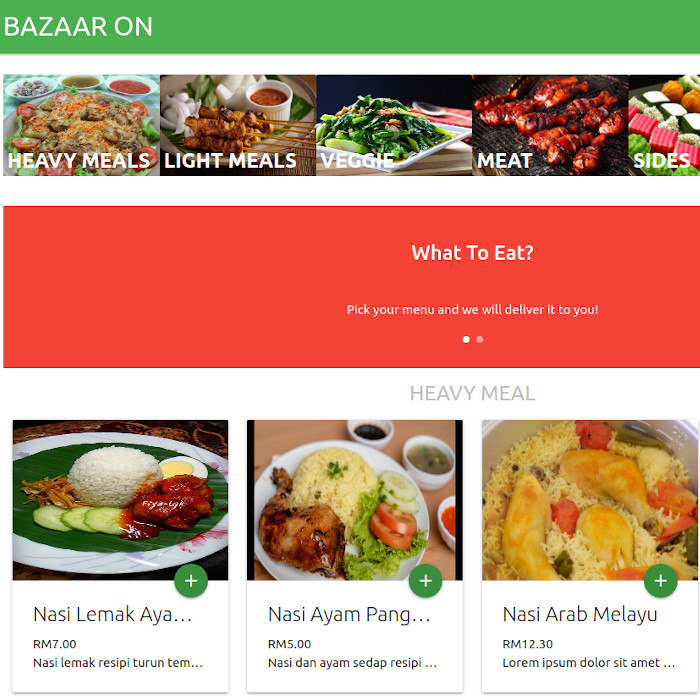 BAZAAR ON
HEAVY MEALS
LIGHT MEALS
VEGGIE
MEAT
SIDES
What To Eat?
Pick your menu and we will deliver it to you!
HEAVY MEAL
Fiza-lyk
+
+
+
Nasi Lemak Aya...
RM7.00
Nasi lemak resipi turun tem...
Nasi Ayam Pang...
RM5.00
Nasi dan ayam sedap resipi ...
Nasi Arab Melayu
RM12.30
Lorem ipsum dolor sit amet ...